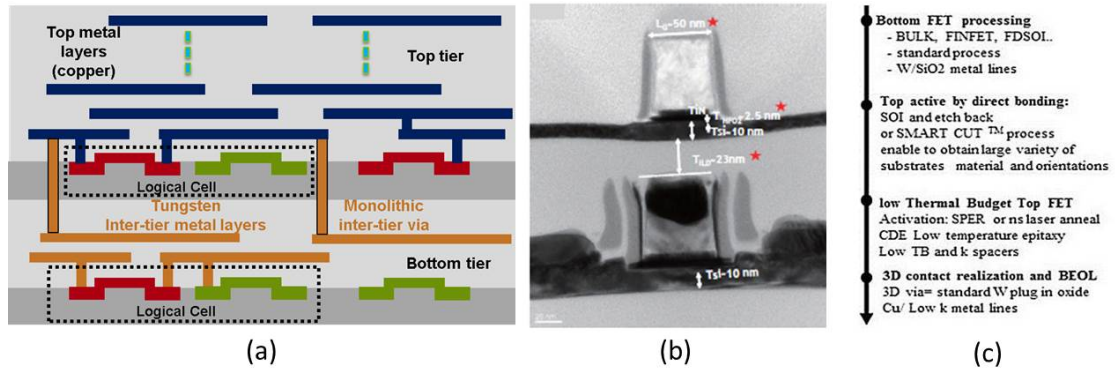 Top metal
layers
(copper)
Top tier
Logical Cell
Tungsten
Inter-tier metal layers
Monolithic
inter-tier via
Bottom tier
Logical Cell
(a)
L₉-50 nm
TiN
T HFO2-2.5 nm
Tsi-10 nm
T ILD-23nm
Tsi-10 nm
(b)
Bottom FET processing
- BULK, FINFET, FDSOI..
- standard process
- W/SiO2 metal lines
Top active by direct bonding:
SOI and etch back
or SMART CUT TM process
enable to obtain large variety of
substrates material and orientations
low Thermal Budget Top FET
Activation: SPER or ns laser anneal
CDE Low temperature epitaxy
Low TB and k spacers
3D contact realization and BEOL
3D via= standard W plug in oxide
Cu/ Low k metal lines
(c)